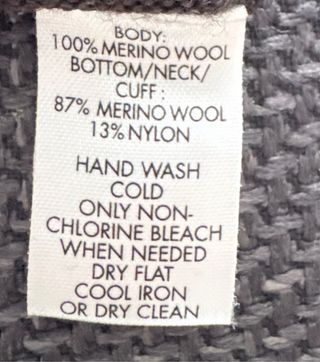 BODY:
100% MERINO WOOL
BOTTOM/NECK/
CUFF :
87% MERINO WOOL
13% NYLON
HAND WASH
COLD
ONLY NON-
CHLORINE BLEACH
WHEN NEEDED
DRY FLAT
COOL IRON
OR DRY CLEAN